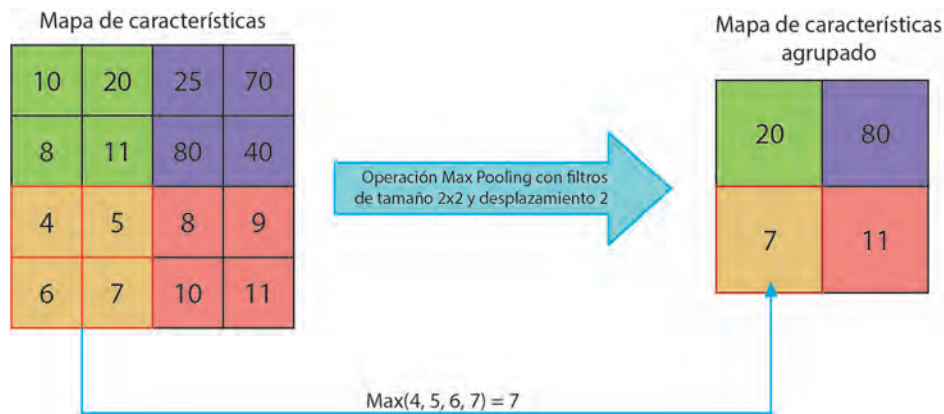 Mapa de características
10 20 25 70
8 11 80 40
4 5 8 9
6 7 10 11
Operación Max Pooling con filtros
de tamaño 2x2 y desplazamiento 2
Mapa de características
agrupado
20 80
7 11
Max(4, 5, 6, 7) = 7